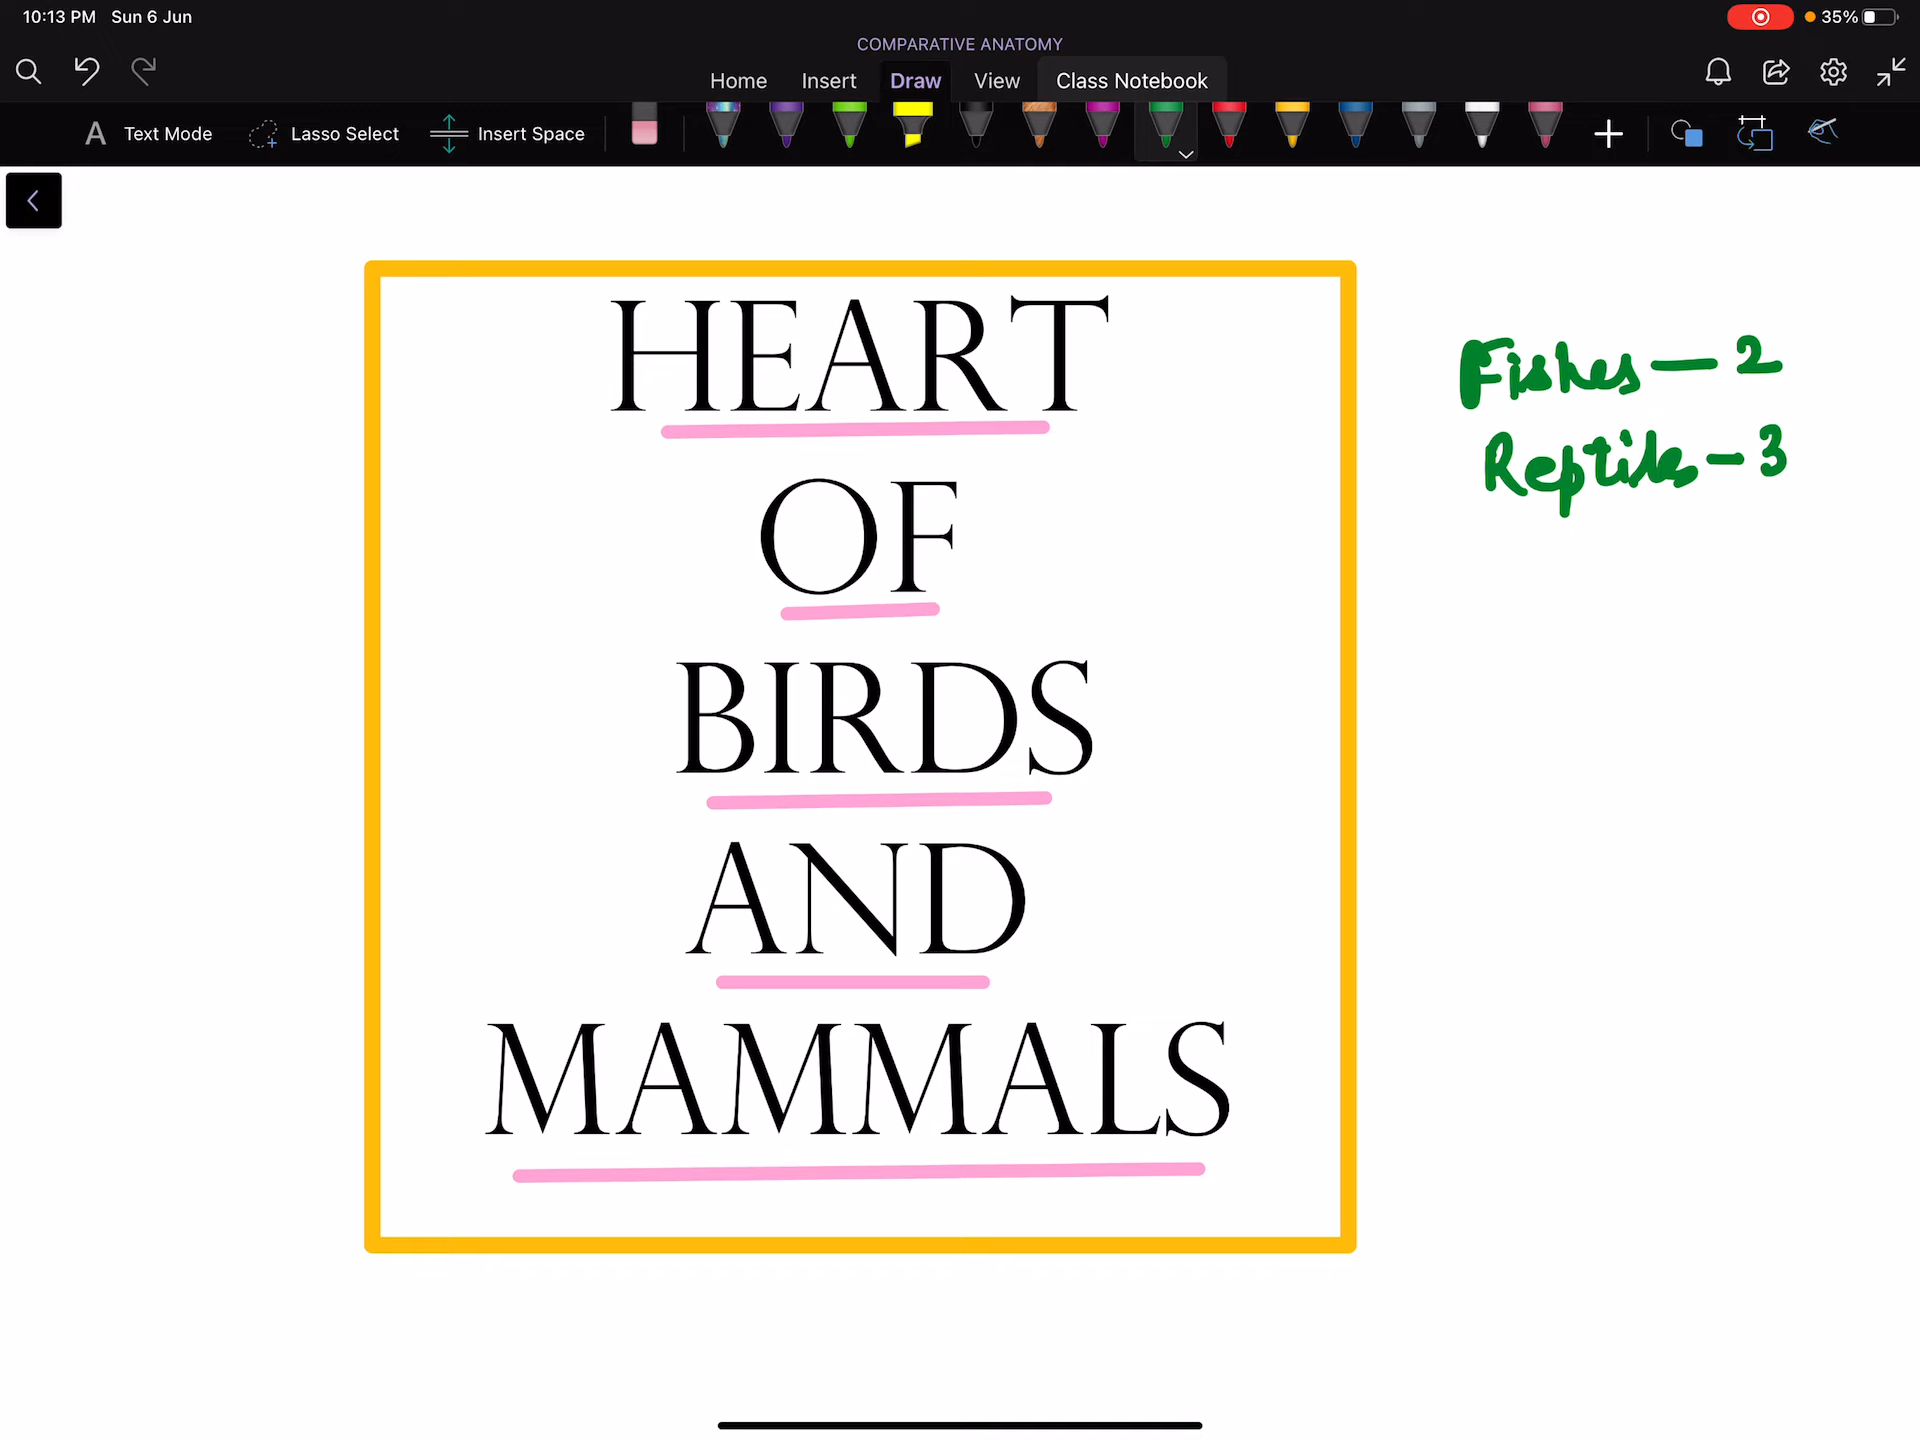 10:13 PM Sun 6 Jun
35%
COMPARATIVE ANATOMY
Home Insert Draw View Class Notebook
A Text Mode Lasso Select Insert Space
HEART
OF
BIRDS
AND
MAMMALS
Fishes — 2
Reptiles - 3